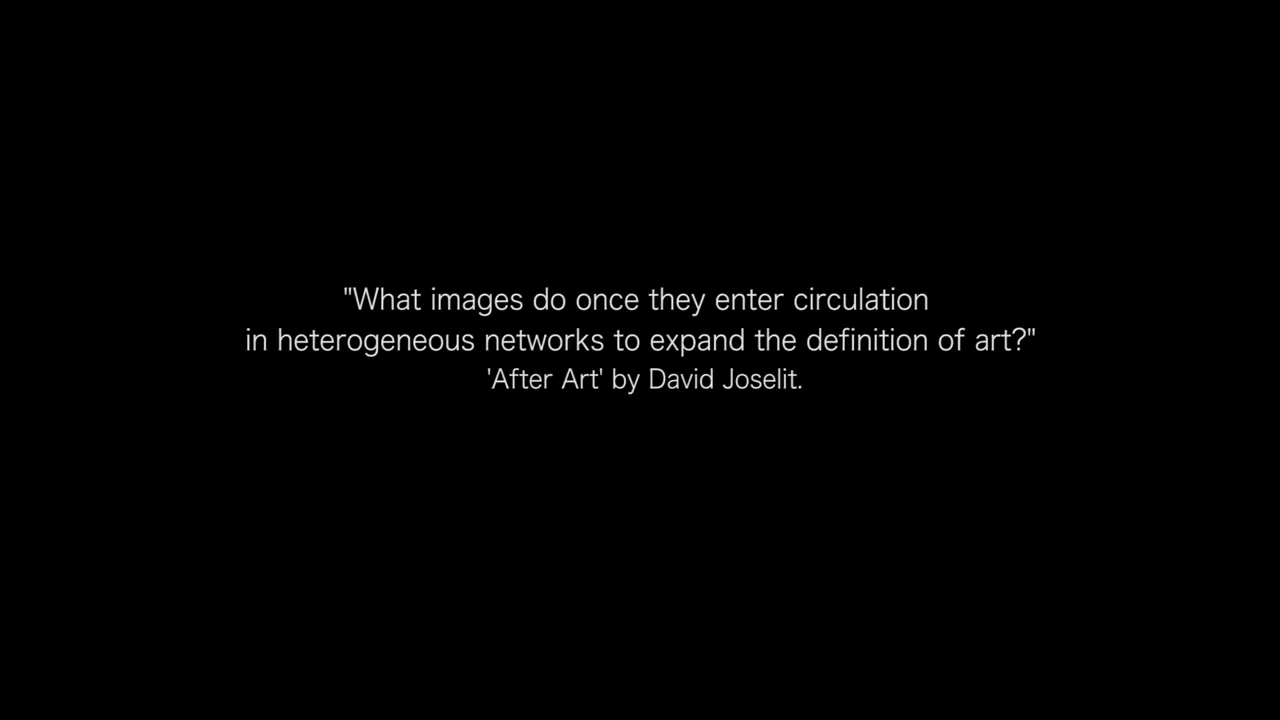 "What images do once they enter circulation
in heterogeneous networks to expand the definition of art?"
'After Art' by David Joselit.